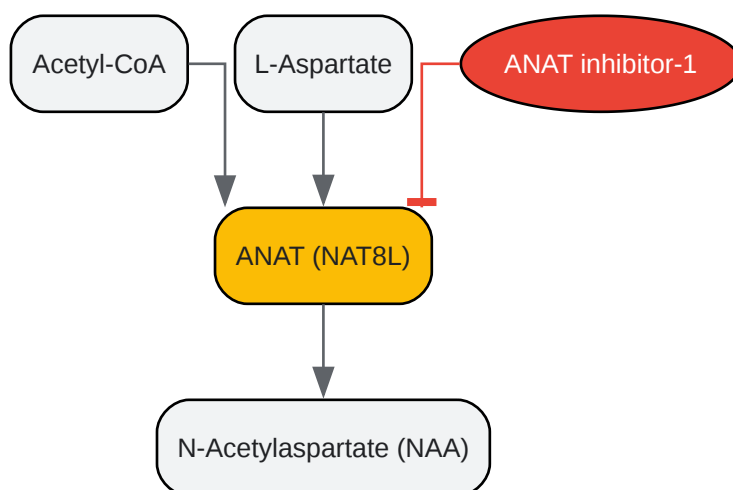 Acetyl-CoA
L-Aspartate
ANAT inhibitor-1
ANAT (NAT8L)
N-Acetylaspartate (NAA)